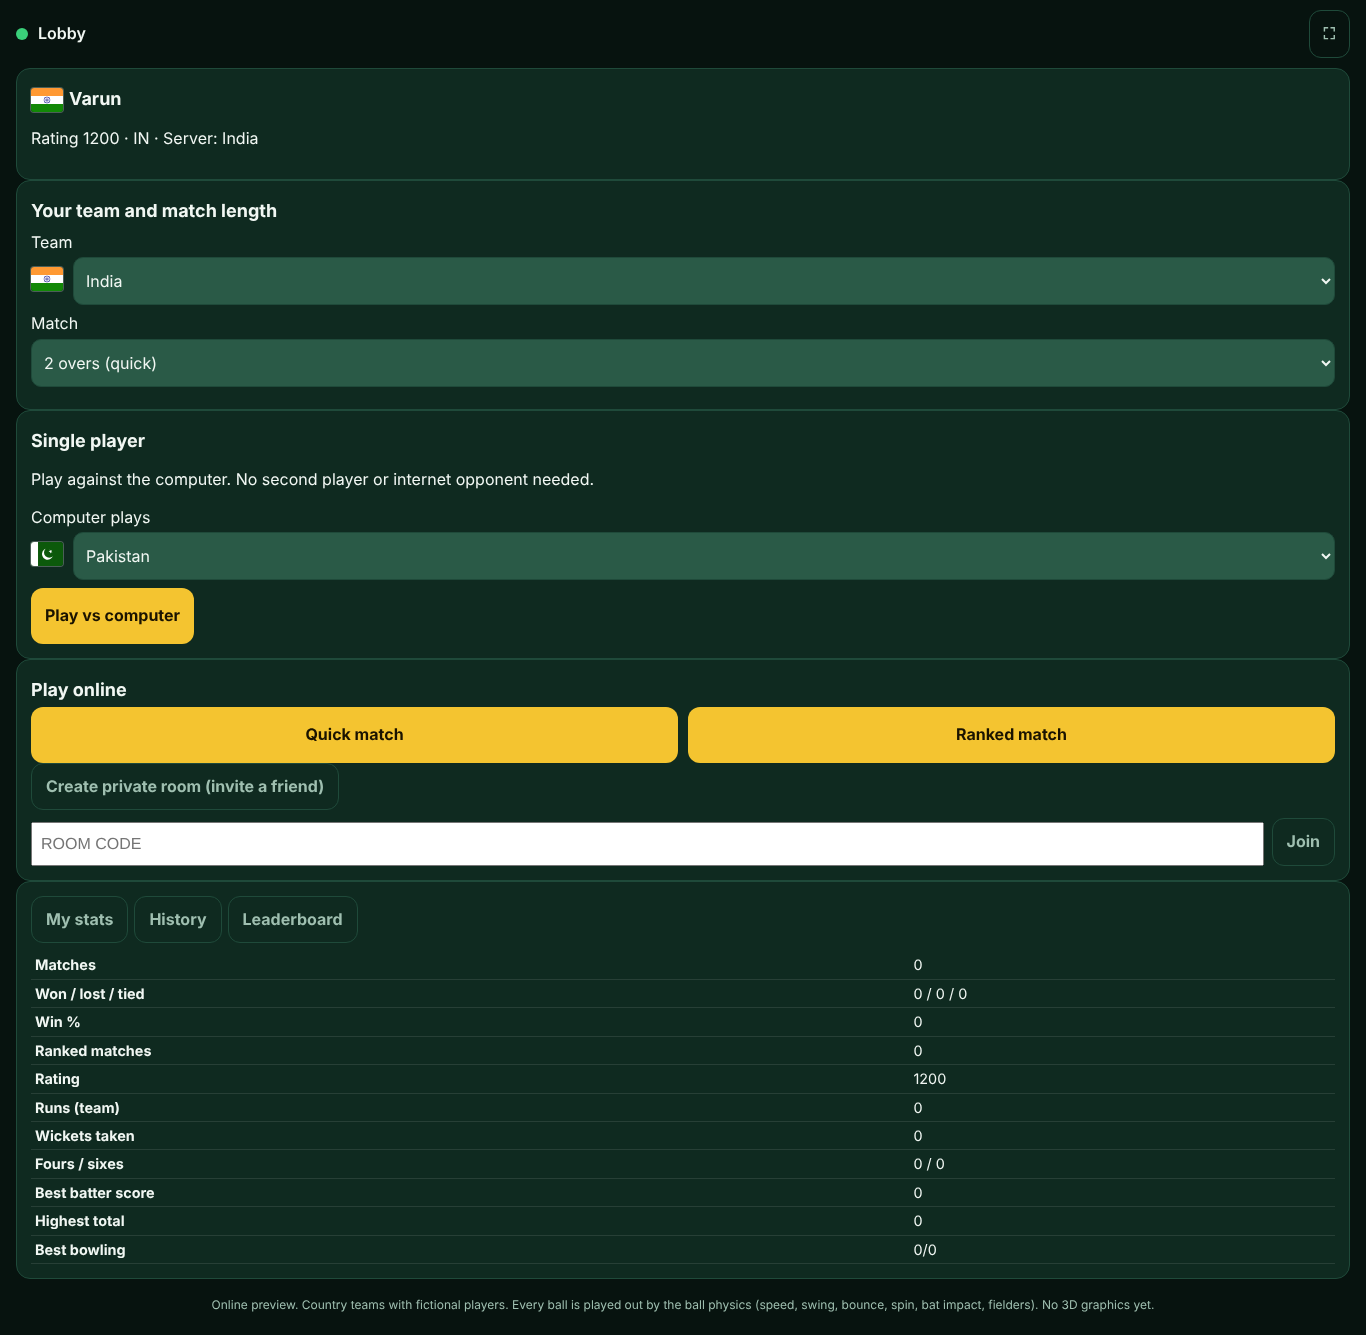 Lobby
Varun
Rating 1200 · IN · Server: India
Your team and match length
Team
India
Match
2 overs (quick)
Single player
Play against the computer. No second player or internet opponent needed.
Computer plays
Pakistan
Play vs computer
Play online
Quick match Ranked match
Create private room (invite a friend)
ROOM CODE Join
My stats History Leaderboard
Matches 0
Won / lost / tied 0 / 0 / 0
Win % 0
Ranked matches 0
Rating 1200
Runs (team) 0
Wickets taken 0
Fours / sixes 0 / 0
Best batter score 0
Highest total 0
Best bowling 0/0
Online preview. Country teams with fictional players. Every ball is played out by the ball physics (speed, swing, bounce, spin, bat impact, fielders). No 3D graphics yet.